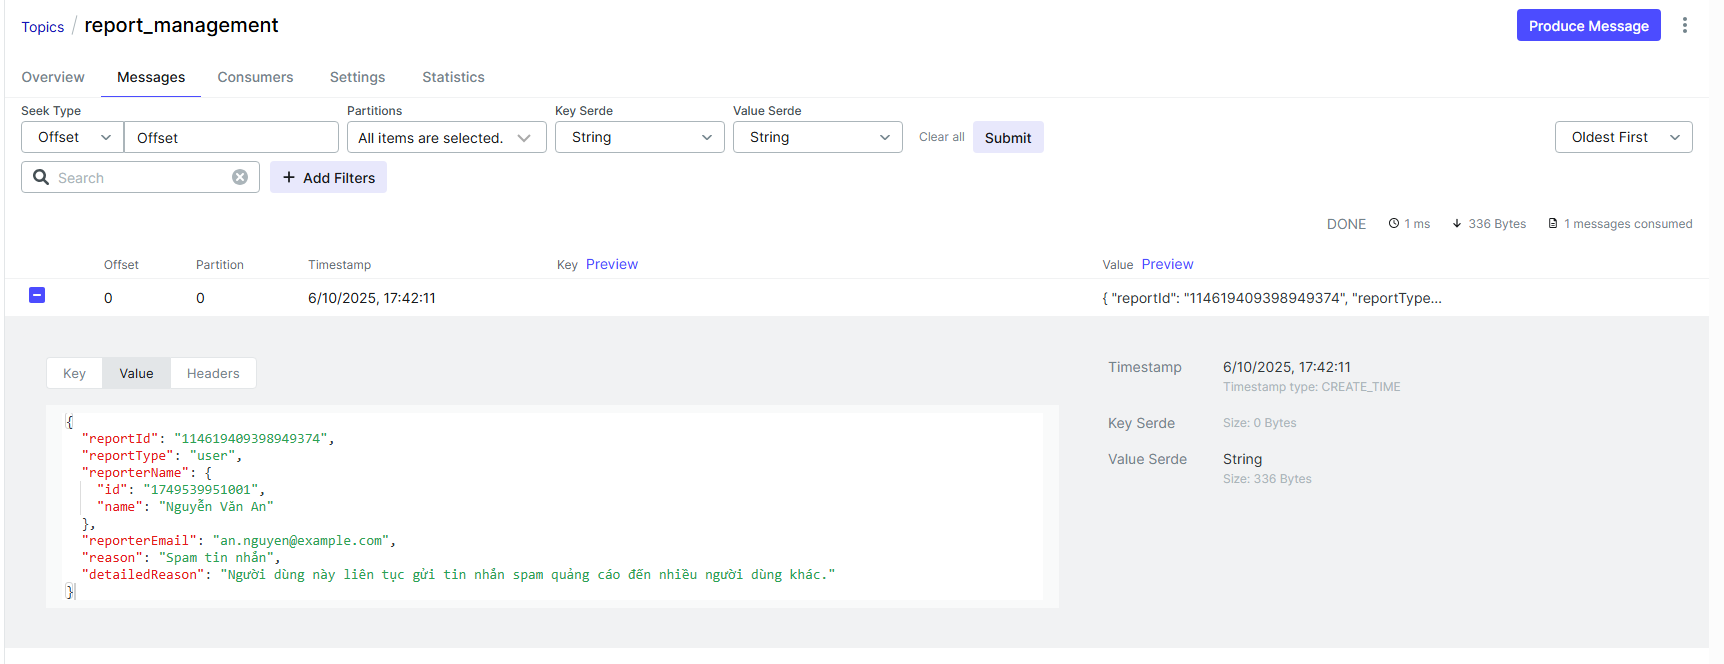 Topics / report_management
Produce Message
Overview Messages Consumers Settings Statistics
Seek Type Partitions Key Serde Value Serde
Offset Offset All items are selected. String String Clear all Submit Oldest First
Search + Add Filters
DONE 1 ms 336 Bytes 1 messages consumed
Offset Partition Timestamp Key Preview Value Preview
0 0 6/10/2025, 17:42:11 { "reportId": "114619409398949374", "reportType...
Key Value Headers
{
"reportId": "114619409398949374",
"reportType": "user",
"reporterName": {
"id": "1749539951001",
"name": "Nguyễn Văn An"
},
"reporterEmail": "an.nguyen@example.com",
"reason": "Spam tin nhắn",
"detailedReason": "Người dùng này liên tục gửi tin nhắn spam quảng cáo đến nhiều người dùng khác."
}
Timestamp 6/10/2025, 17:42:11
Timestamp type: CREATE_TIME
Key Serde Size: 0 Bytes
Value Serde String
Size: 336 Bytes